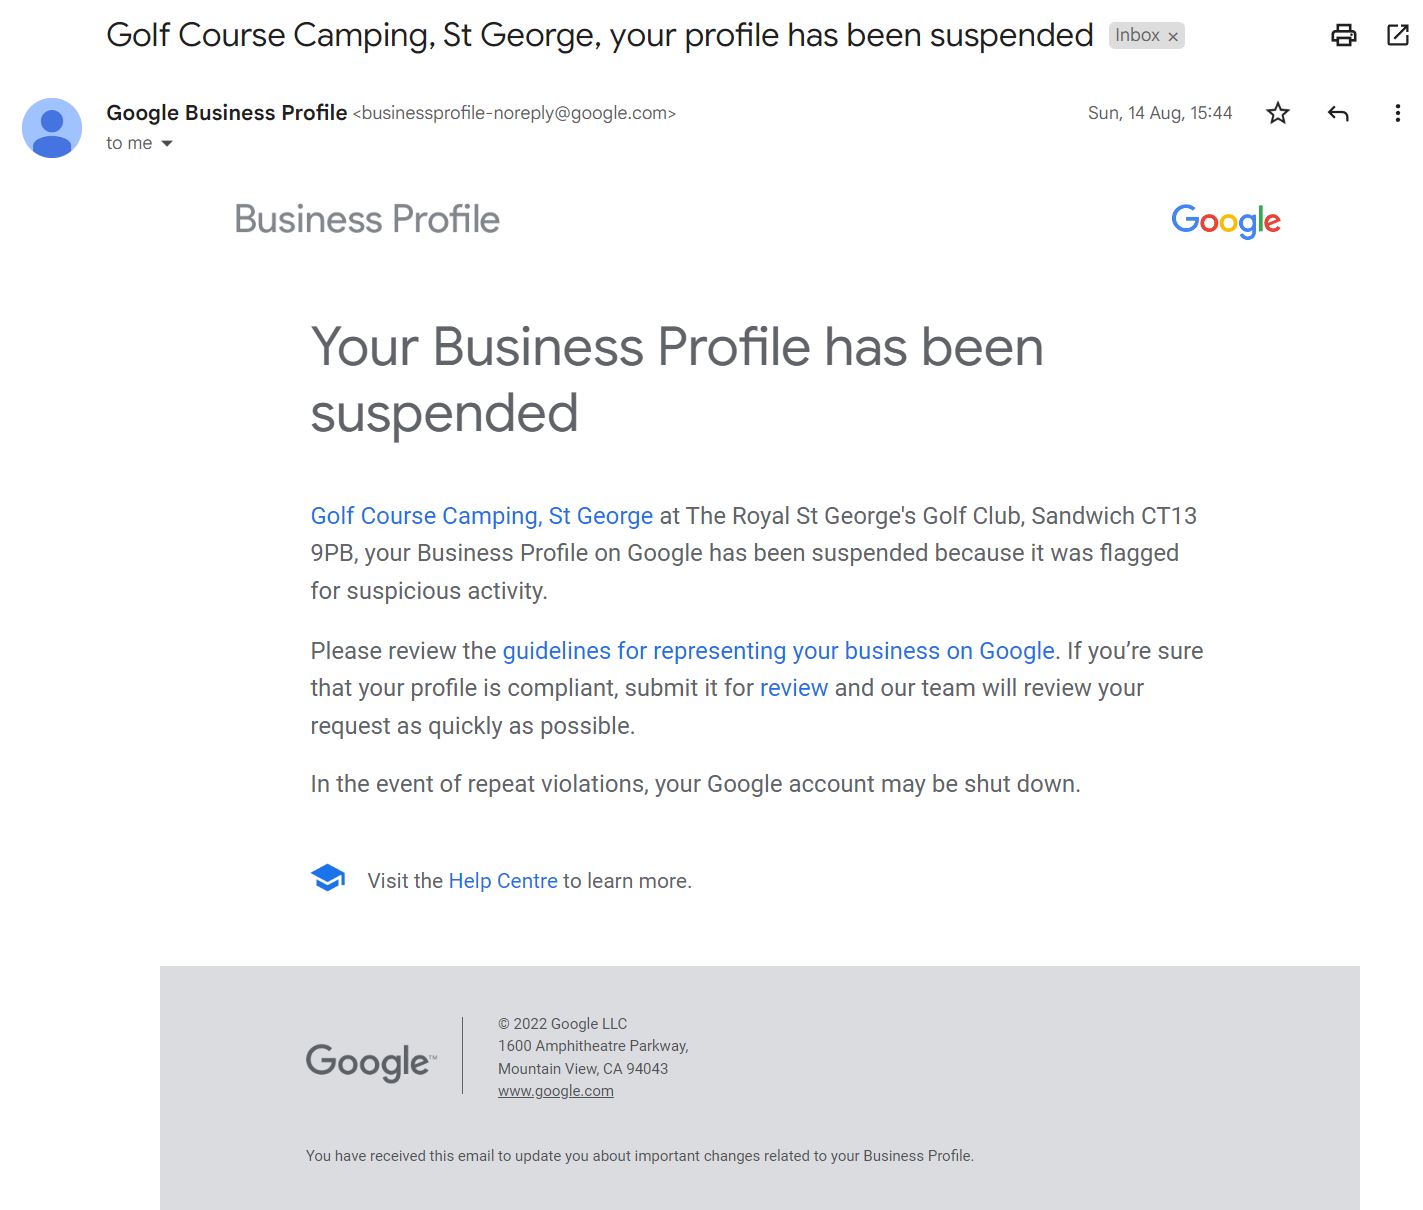 Golf Course Camping, St George, your profile has been suspended Inbox ×
Google Business Profile <businessprofile-noreply@google.com> Sun, 14 Aug, 15:44
to me
Business Profile Google
Your Business Profile has been
suspended
Golf Course Camping, St George at The Royal St George's Golf Club, Sandwich CT13
9PB, your Business Profile on Google has been suspended because it was flagged
for suspicious activity.
Please review the guidelines for representing your business on Google. If you’re sure
that your profile is compliant, submit it for review and our team will review your
request as quickly as possible.
In the event of repeat violations, your Google account may be shut down.
Visit the Help Centre to learn more.
© 2022 Google LLC
1600 Amphitheatre Parkway,
Google™
Mountain View, CA 94043
www.google.com
You have received this email to update you about important changes related to your Business Profile.